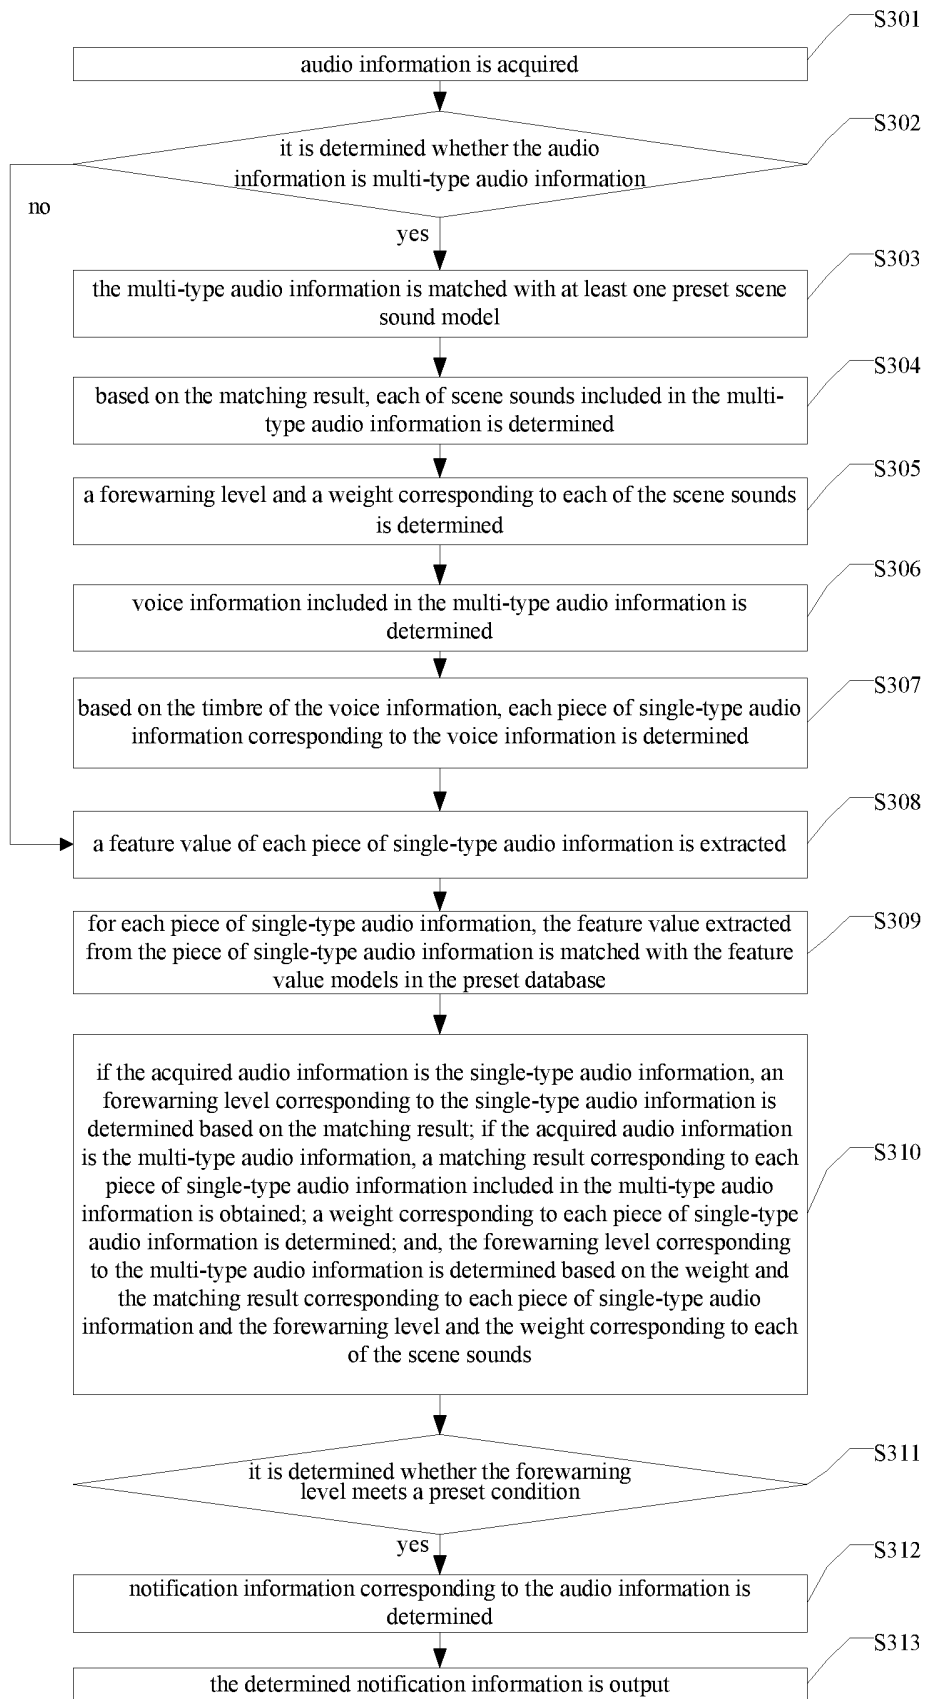 S301
audio information is acquired
S302
it is determined whether the audio
information is multi-type audio information
no
yes
S303
the multi-type audio information is matched with at least one preset scene
sound model
S304
based on the matching result, each of scene sounds included in the multi-
type audio information is determined
S305
a forewarning level and a weight corresponding to each of the scene sounds
is determined
S306
voice information included in the multi-type audio information is
determined
S307
based on the timbre of the voice information, each piece of single-type audio
information corresponding to the voice information is determined
S308
a feature value of each piece of single-type audio information is extracted
S309
for each piece of single-type audio information, the feature value extracted
from the piece of single-type audio information is matched with the feature
value models in the preset database
if the acquired audio information is the single-type audio information, an
forewarning level corresponding to the single-type audio information is
determined based on the matching result; if the acquired audio information
is the multi-type audio information, a matching result corresponding to each
piece of single-type audio information included in the multi-type audio
information is obtained; a weight corresponding to each piece of single-type
audio information is determined; and, the forewarning level corresponding
to the multi-type audio information is determined based on the weight and
the matching result corresponding to each piece of single-type audio
information and the forewarning level and the weight corresponding to each
of the scene sounds
S310
S311
it is determined whether the forewarning
level meets a preset condition
yes
S312
notification information corresponding to the audio information is
determined
S313
the determined notification information is output